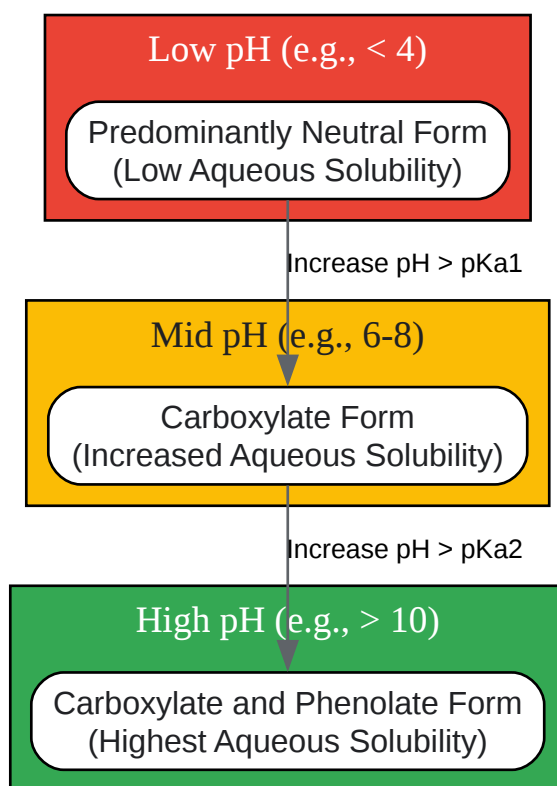 Low pH (e.g., < 4)
Predominantly Neutral Form
(Low Aqueous Solubility)
Increase pH > pKa1
Mid pH (e.g., 6-8)
Carboxylate Form
(Increased Aqueous Solubility)
Increase pH > pKa2
High pH (e.g., > 10)
Carboxylate and Phenolate Form
(Highest Aqueous Solubility)